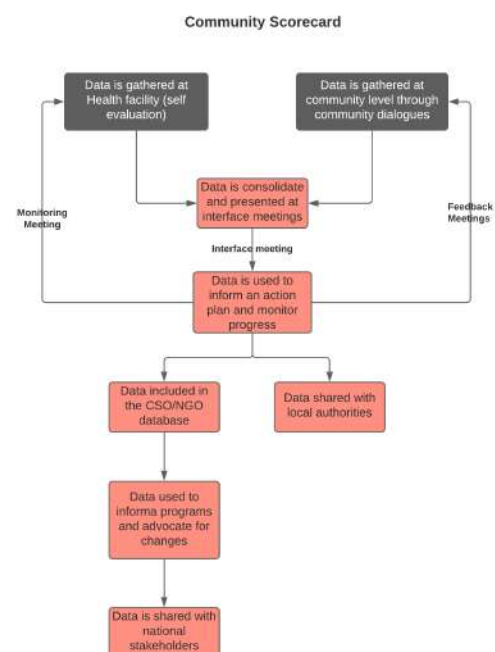 Community Scorecard
Data is gathered at
Health facility (self
evaluation)
Data is gathered at
community level through
community dialogues
Data is consolidate
and presented at
interface meetings
Monitoring
Meeting
Feedback
Meetings
Interface meeting
Data is used to
inform an action
plan and monitor
progress
Data included in
the CSO/NGO
database
Data shared with
local authorities
Data used to
informa programs
and advocate for
changes
Data is shared with
national
stakeholders